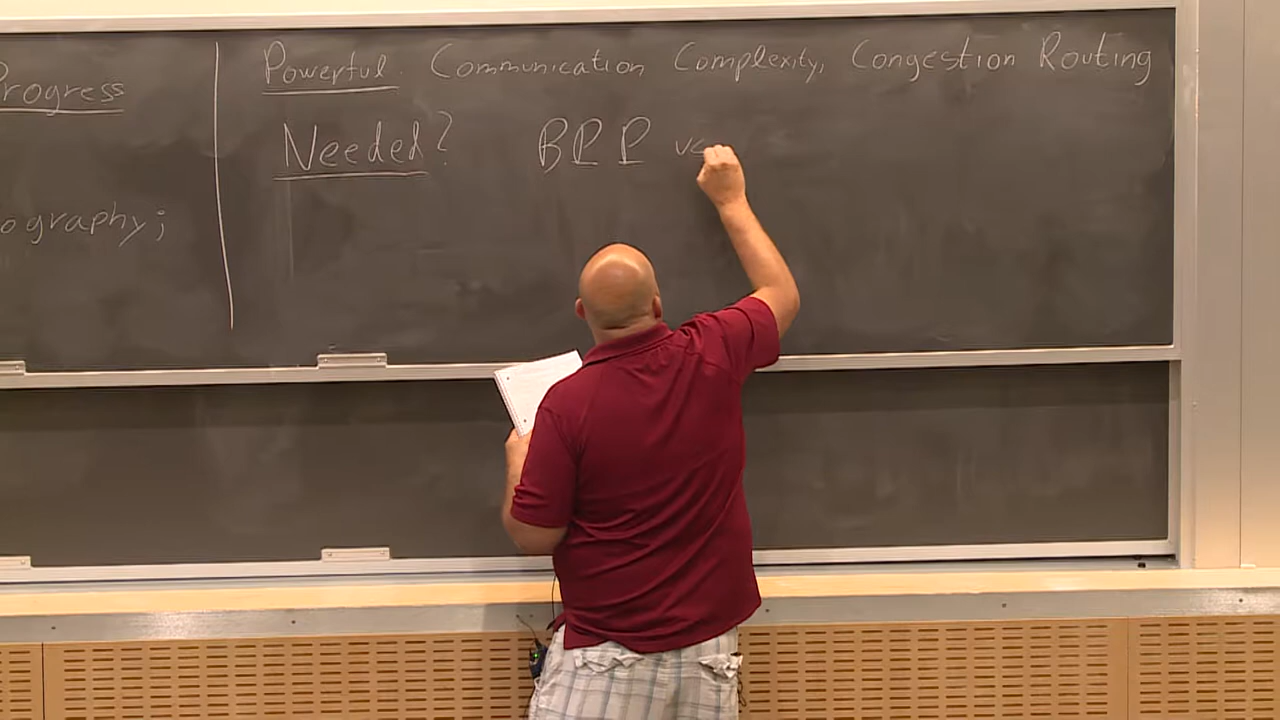 Progress
ography;
Powerful Communication Complexity, Congestion Routing
Needed? BPP